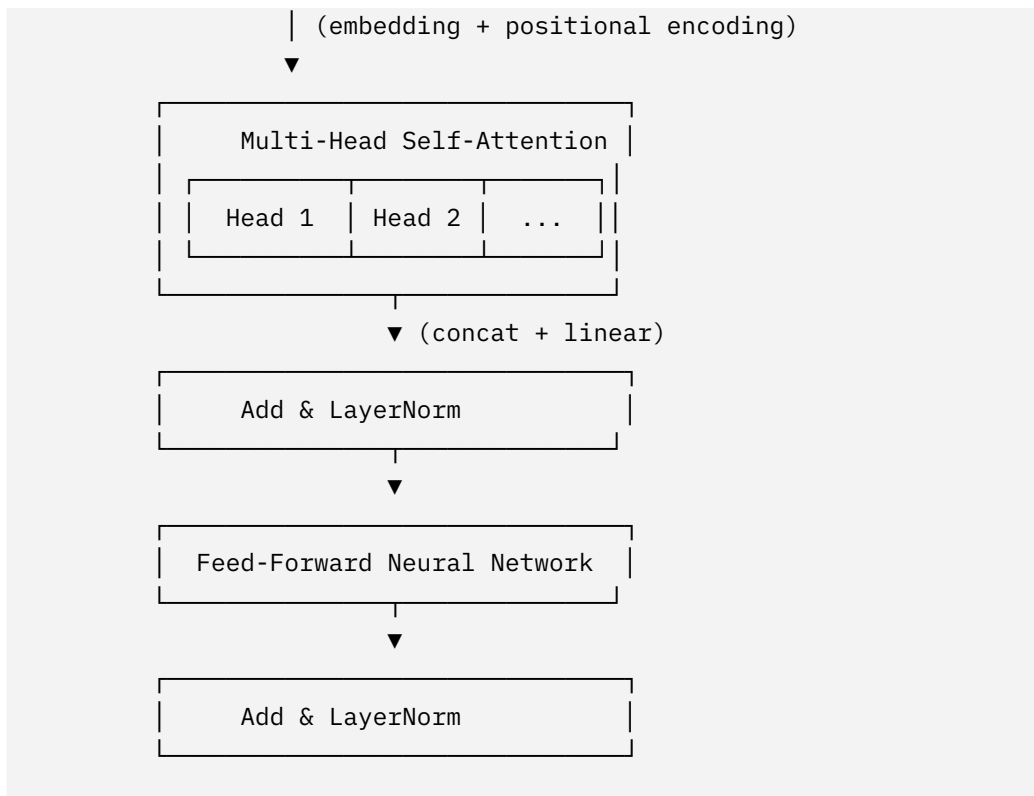 (embedding + positional encoding)
Multi-Head Self-Attention
Head 1 Head 2 ...
(concat + linear)
Add & LayerNorm
Feed-Forward Neural Network
Add & LayerNorm